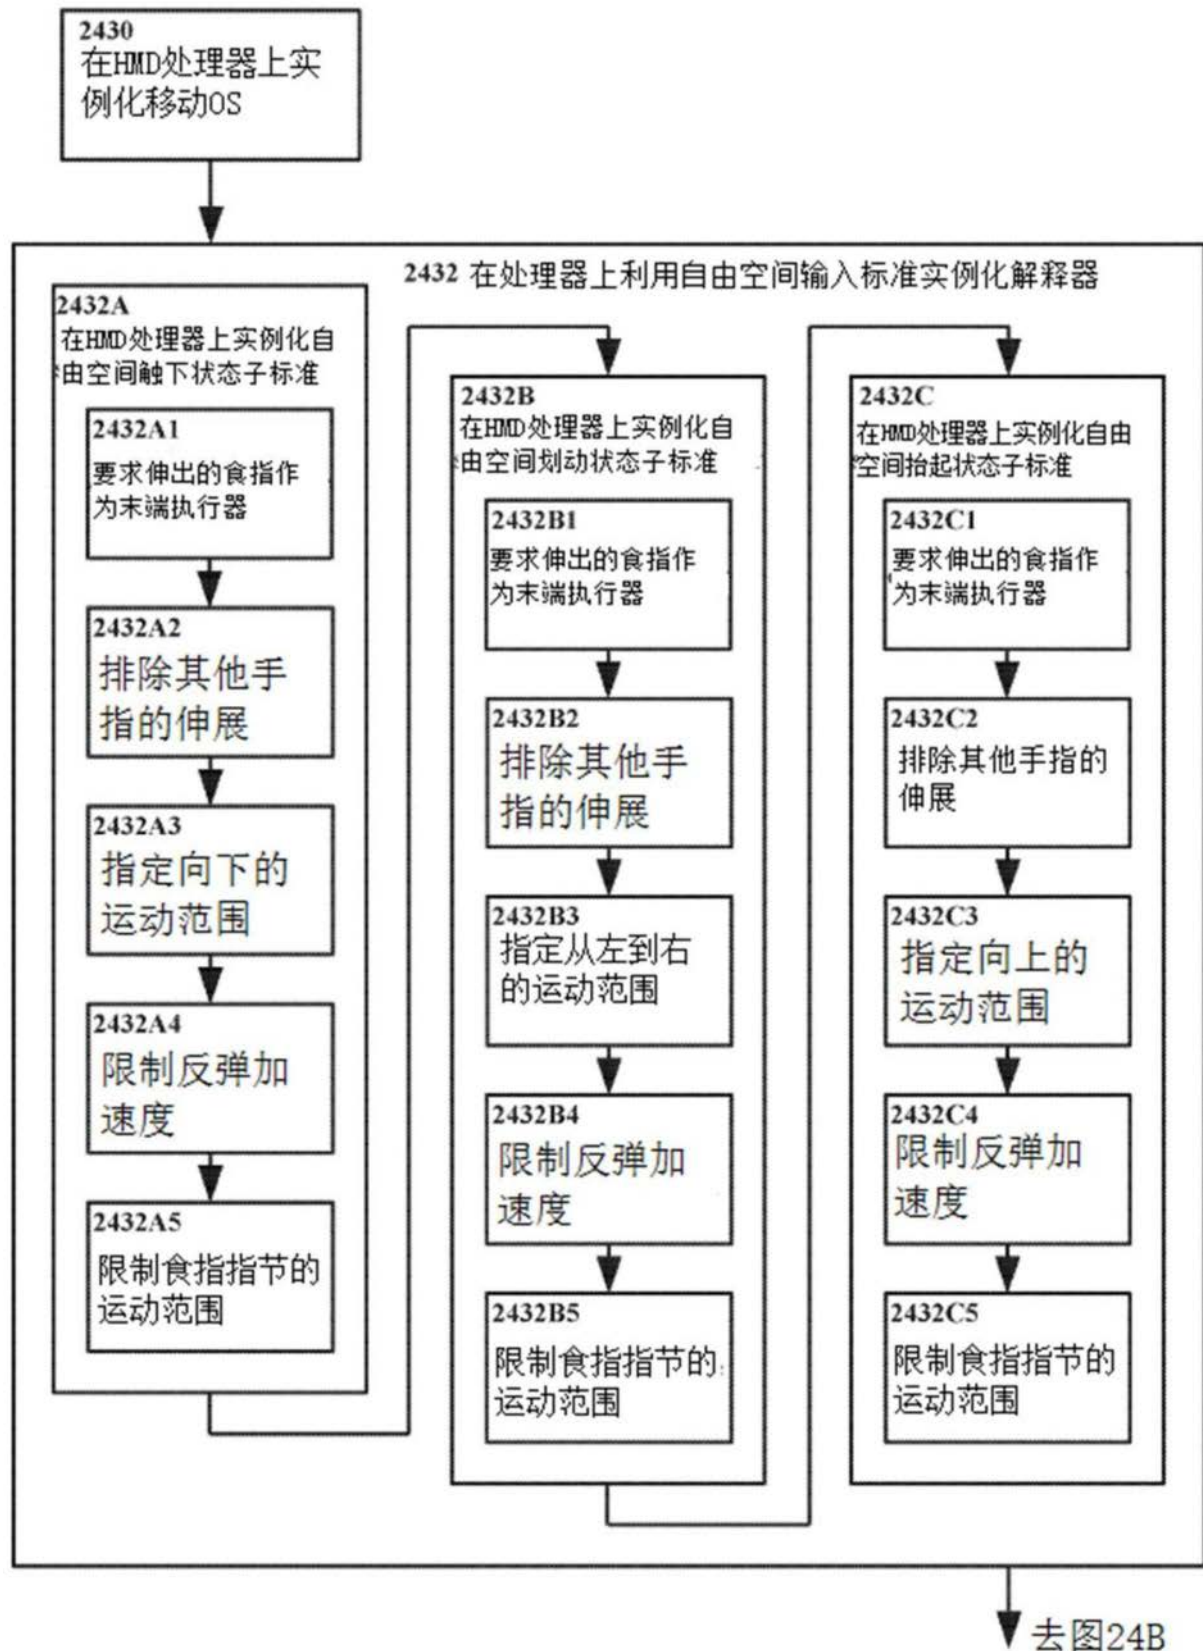 2430
在HMD处理器上实
例化移动OS
2432 在处理器上利用自由空间输入标准实例化解释器
2432A
在HMD处理器上实例化自
由空间触下状态子标准
2432A1
要求伸出的食指作
为末端执行器
2432A2
排除其他手
指的伸展
2432A3
指定向下的
运动范围
2432A4
限制反弹加
速度
2432A5
限制食指指节的
运动范围
2432B
在HMD处理器上实例化自
由空间划动状态子标准
2432B1
要求伸出的食指作
为末端执行器
2432B2
排除其他手
指的伸展
2432B3
指定从左到右
的运动范围
2432B4
限制反弹加
速度
2432B5
限制食指指节的
运动范围
2432C
在HMD处理器上实例化自由
空间抬起状态子标准
2432C1
要求伸出的食指作
为末端执行器
2432C2
排除其他手指的
伸展
2432C3
指定向上的
运动范围
2432C4
限制反弹加
速度
2432C5
限制食指指节的
运动范围
去图24B